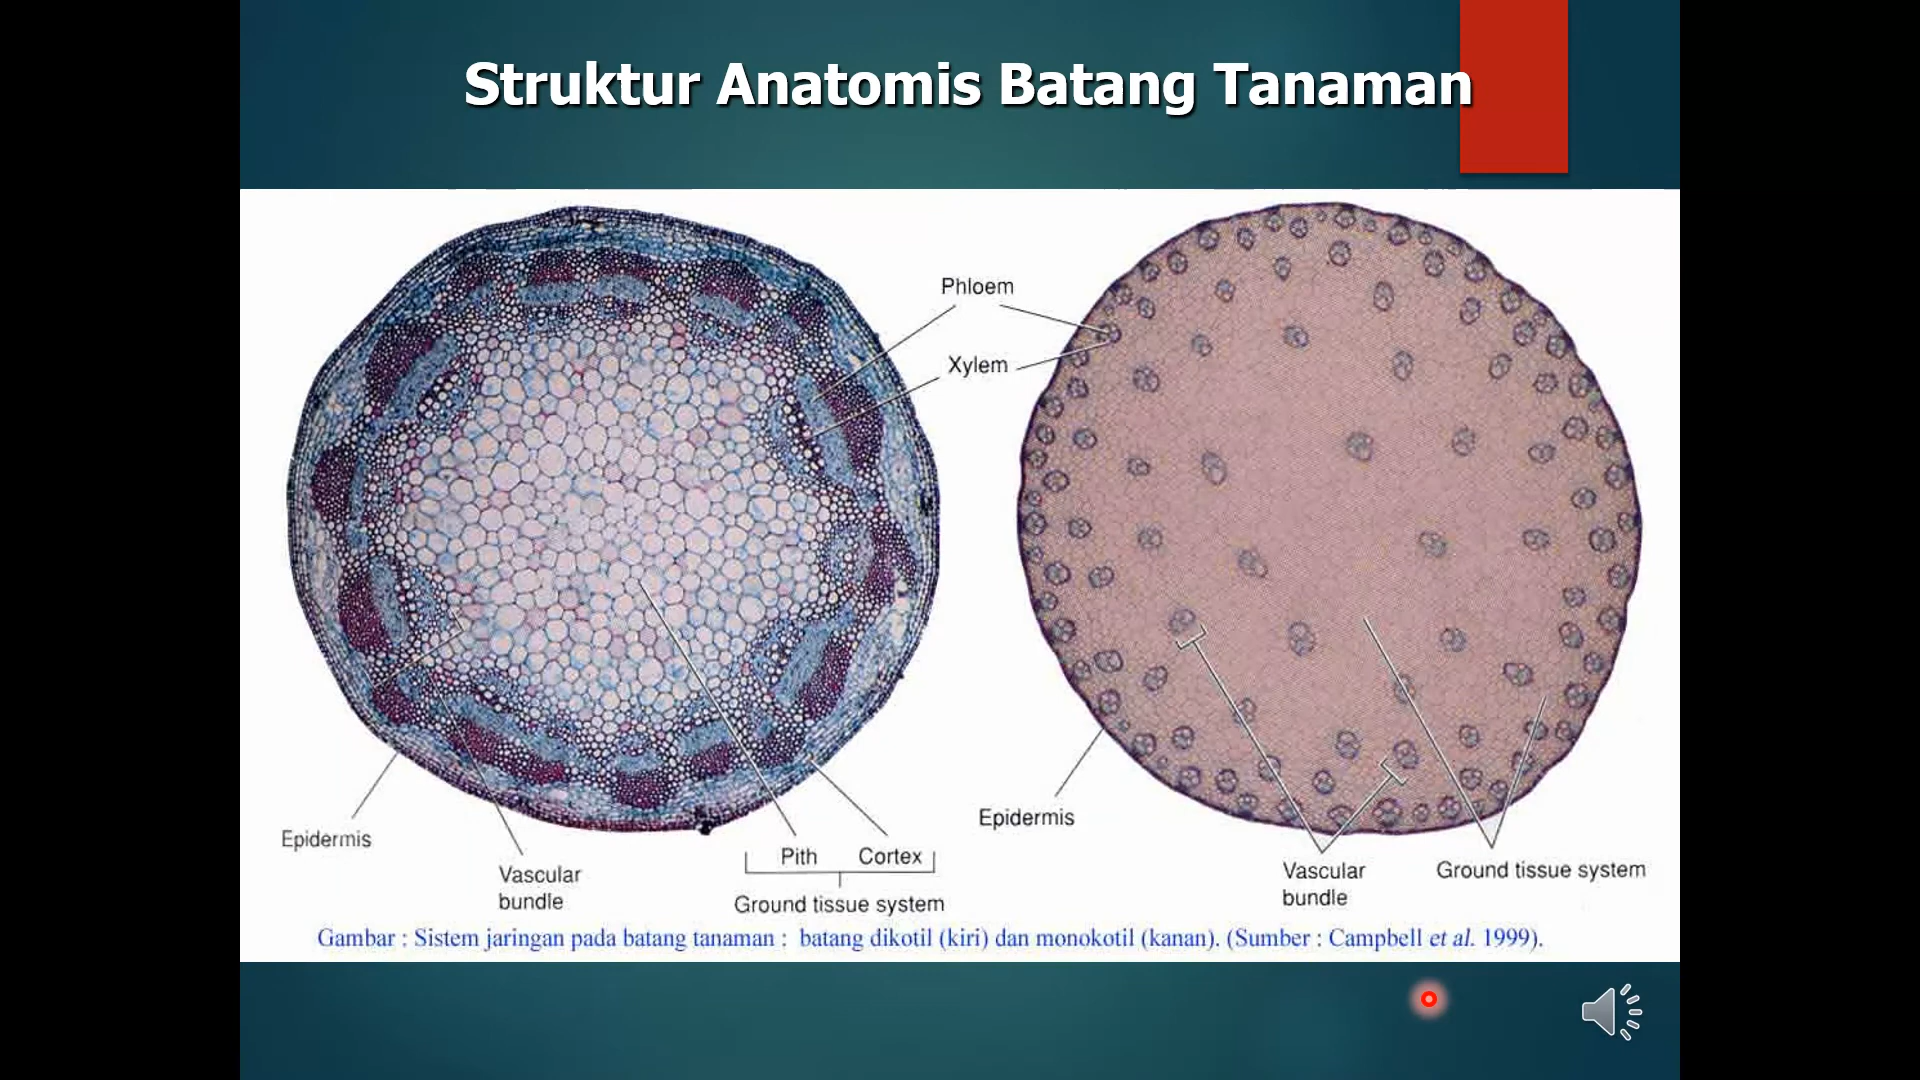 Struktur Anatomis Batang Tanaman
Phloem
Xylem
Epidermis
Vascular
bundle
Pith
Cortex
Ground tissue system
Epidermis
Vascular
bundle
Ground tissue system
Gambar : Sistem jaringan pada batang tanaman : batang dikotil (kiri) dan monokotil (kanan). (Sumber : Campbell et al. 1999).